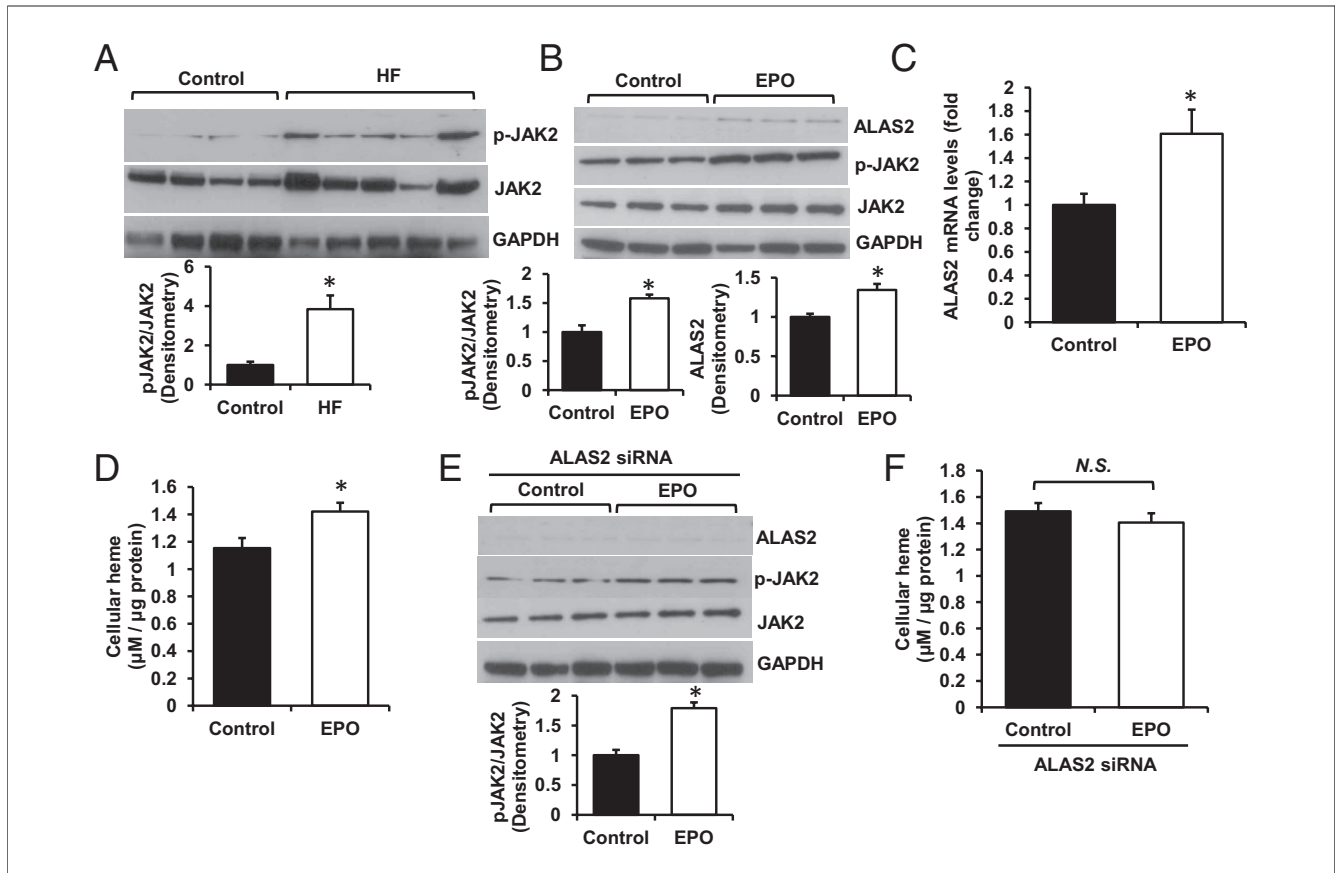 A
Control
HF
p-JAK2
JAK2
GAPDH
pJAK2/JAK2
(Densitometry)
6
4
2
0
*
Control
HF
B
Control
EPO
ALAS2
p-JAK2
JAK2
GAPDH
pJAK2/JAK2
(Densitometry)
2
1.5
1
0.5
0
*
Control
EPO
ALAS2
(Densitometry)
1.5
1
0.5
0
*
Control
EPO
C
ALAS2 mRNA levels (fold
change)
2
1.8
1.6
1.4
1.2
1
0.8
0.6
0.4
0.2
0
*
Control
EPO
D
Cellular heme
(µM / µg protein)
1.6
1.4
1.2
1
0.8
0.6
0.4
0.2
0
*
Control
EPO
E
ALAS2 siRNA
Control
EPO
ALAS2
p-JAK2
JAK2
GAPDH
pJAK2/JAK2
(Densitometry)
2
1.5
1
0.5
0
*
Control
EPO
F
Cellular heme
(µM / µg protein)
1.8
1.6
1.4
1.2
1
0.8
0.6
0.4
0.2
0
N.S.
Control
EPO
ALAS2 siRNA